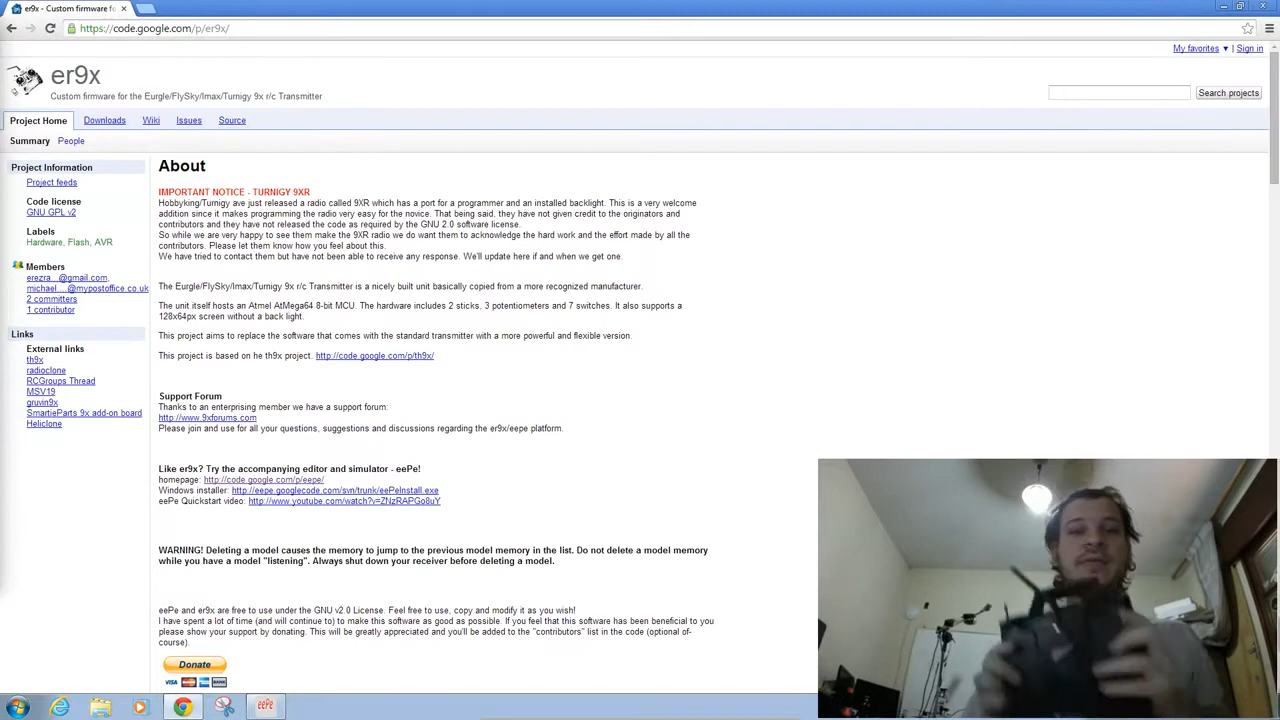 er9x - Custom firmware fo
https://code.google.com/p/er9x/
My favorites ▼ | Sign in
er9x
Custom firmware for the Eurgle/FlySky/Imax/Turnigy 9x r/c Transmitter
Search projects
Project Home Downloads Wiki Issues Source
Summary People
Project Information
Project feeds
Code license
GNU GPL v2
Labels
Hardware, Flash, AVR
Members
erezra...@gmail.com,
michael....@mypostoffice.co.uk
2 committers
1 contributor
Links
External links
th9x
radioclone
RCGroups Thread
MSV19
gruvin9x
SmartieParts 9x add-on board
Heliclone
About
IMPORTANT NOTICE - TURNIGY 9XR
Hobbyking/Turnigy ave just released a radio called 9XR which has a port for a programmer and an installed backlight. This is a very welcome
addition since it makes programming the radio very easy for the novice. That being said, they have not given credit to the originators and
contributors and they have not released the code as required by the GNU 2.0 software license.
So while we are very happy to see them make the 9XR radio we do want them to acknowledge the hard work and the effort made by all the
contributors. Please let them know how you feel about this.
We have tried to contact them but have not been able to receive any response. We'll update here if and when we get one.
The Eurgle/FlySky/Imax/Turnigy 9x r/c Transmitter is a nicely built unit basically copied from a more recognized manufacturer.
The unit itself hosts an Atmel AtMega64 8-bit MCU. The hardware includes 2 sticks, 3 potentiometers and 7 switches. It also supports a
128x64px screen without a back light.
This project aims to replace the software that comes with the standard transmitter with a more powerful and flexible version.
This project is based on he th9x project. http://code.google.com/p/th9x/
Support Forum
Thanks to an enterprising member we have a support forum:
http://www.9xforums.com
Please join and use for all your questions, suggestions and discussions regarding the er9x/eepe platform.
Like er9x? Try the accompanying editor and simulator - eePe!
homepage: http://code.google.com/p/eepe/
Windows installer: http://eepe.googlecode.com/svn/trunk/eePeInstall.exe
eePe Quickstart video: http://www.youtube.com/watch?v=ZNzRAPGo8uY
WARNING! Deleting a model causes the memory to jump to the previous model memory in the list. Do not delete a model memory
while you have a model "listening". Always shut down your receiver before deleting a model.
eePe and er9x are free to use under the GNU v2.0 License. Feel free to use, copy and modify it as you wish!
I have spent a lot of time (and will continue to) to make this software as good as possible. If you feel that this software has been beneficial to you
please show your support by donating. This will be greatly appreciated and you'll be added to the "contributors" list in the code (optional of-
course).
Donate
VISA
BANK
eePe